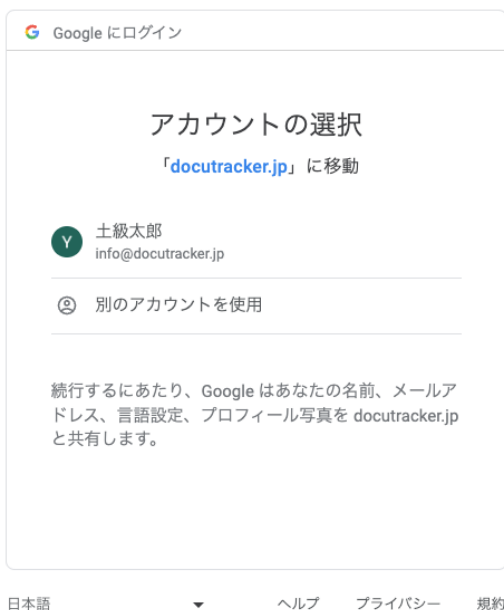 Google にログイン
アカウントの選択
「docutracker.jp」に移動
Y
土級太郎
info@docutracker.jp
別のアカウントを使用
続行するにあたり、Google はあなたの名前、メールア
ドレス、言語設定、プロフィール写真を docutracker.jp
と共有します。
日本語 ヘルプ プライバシー 規約